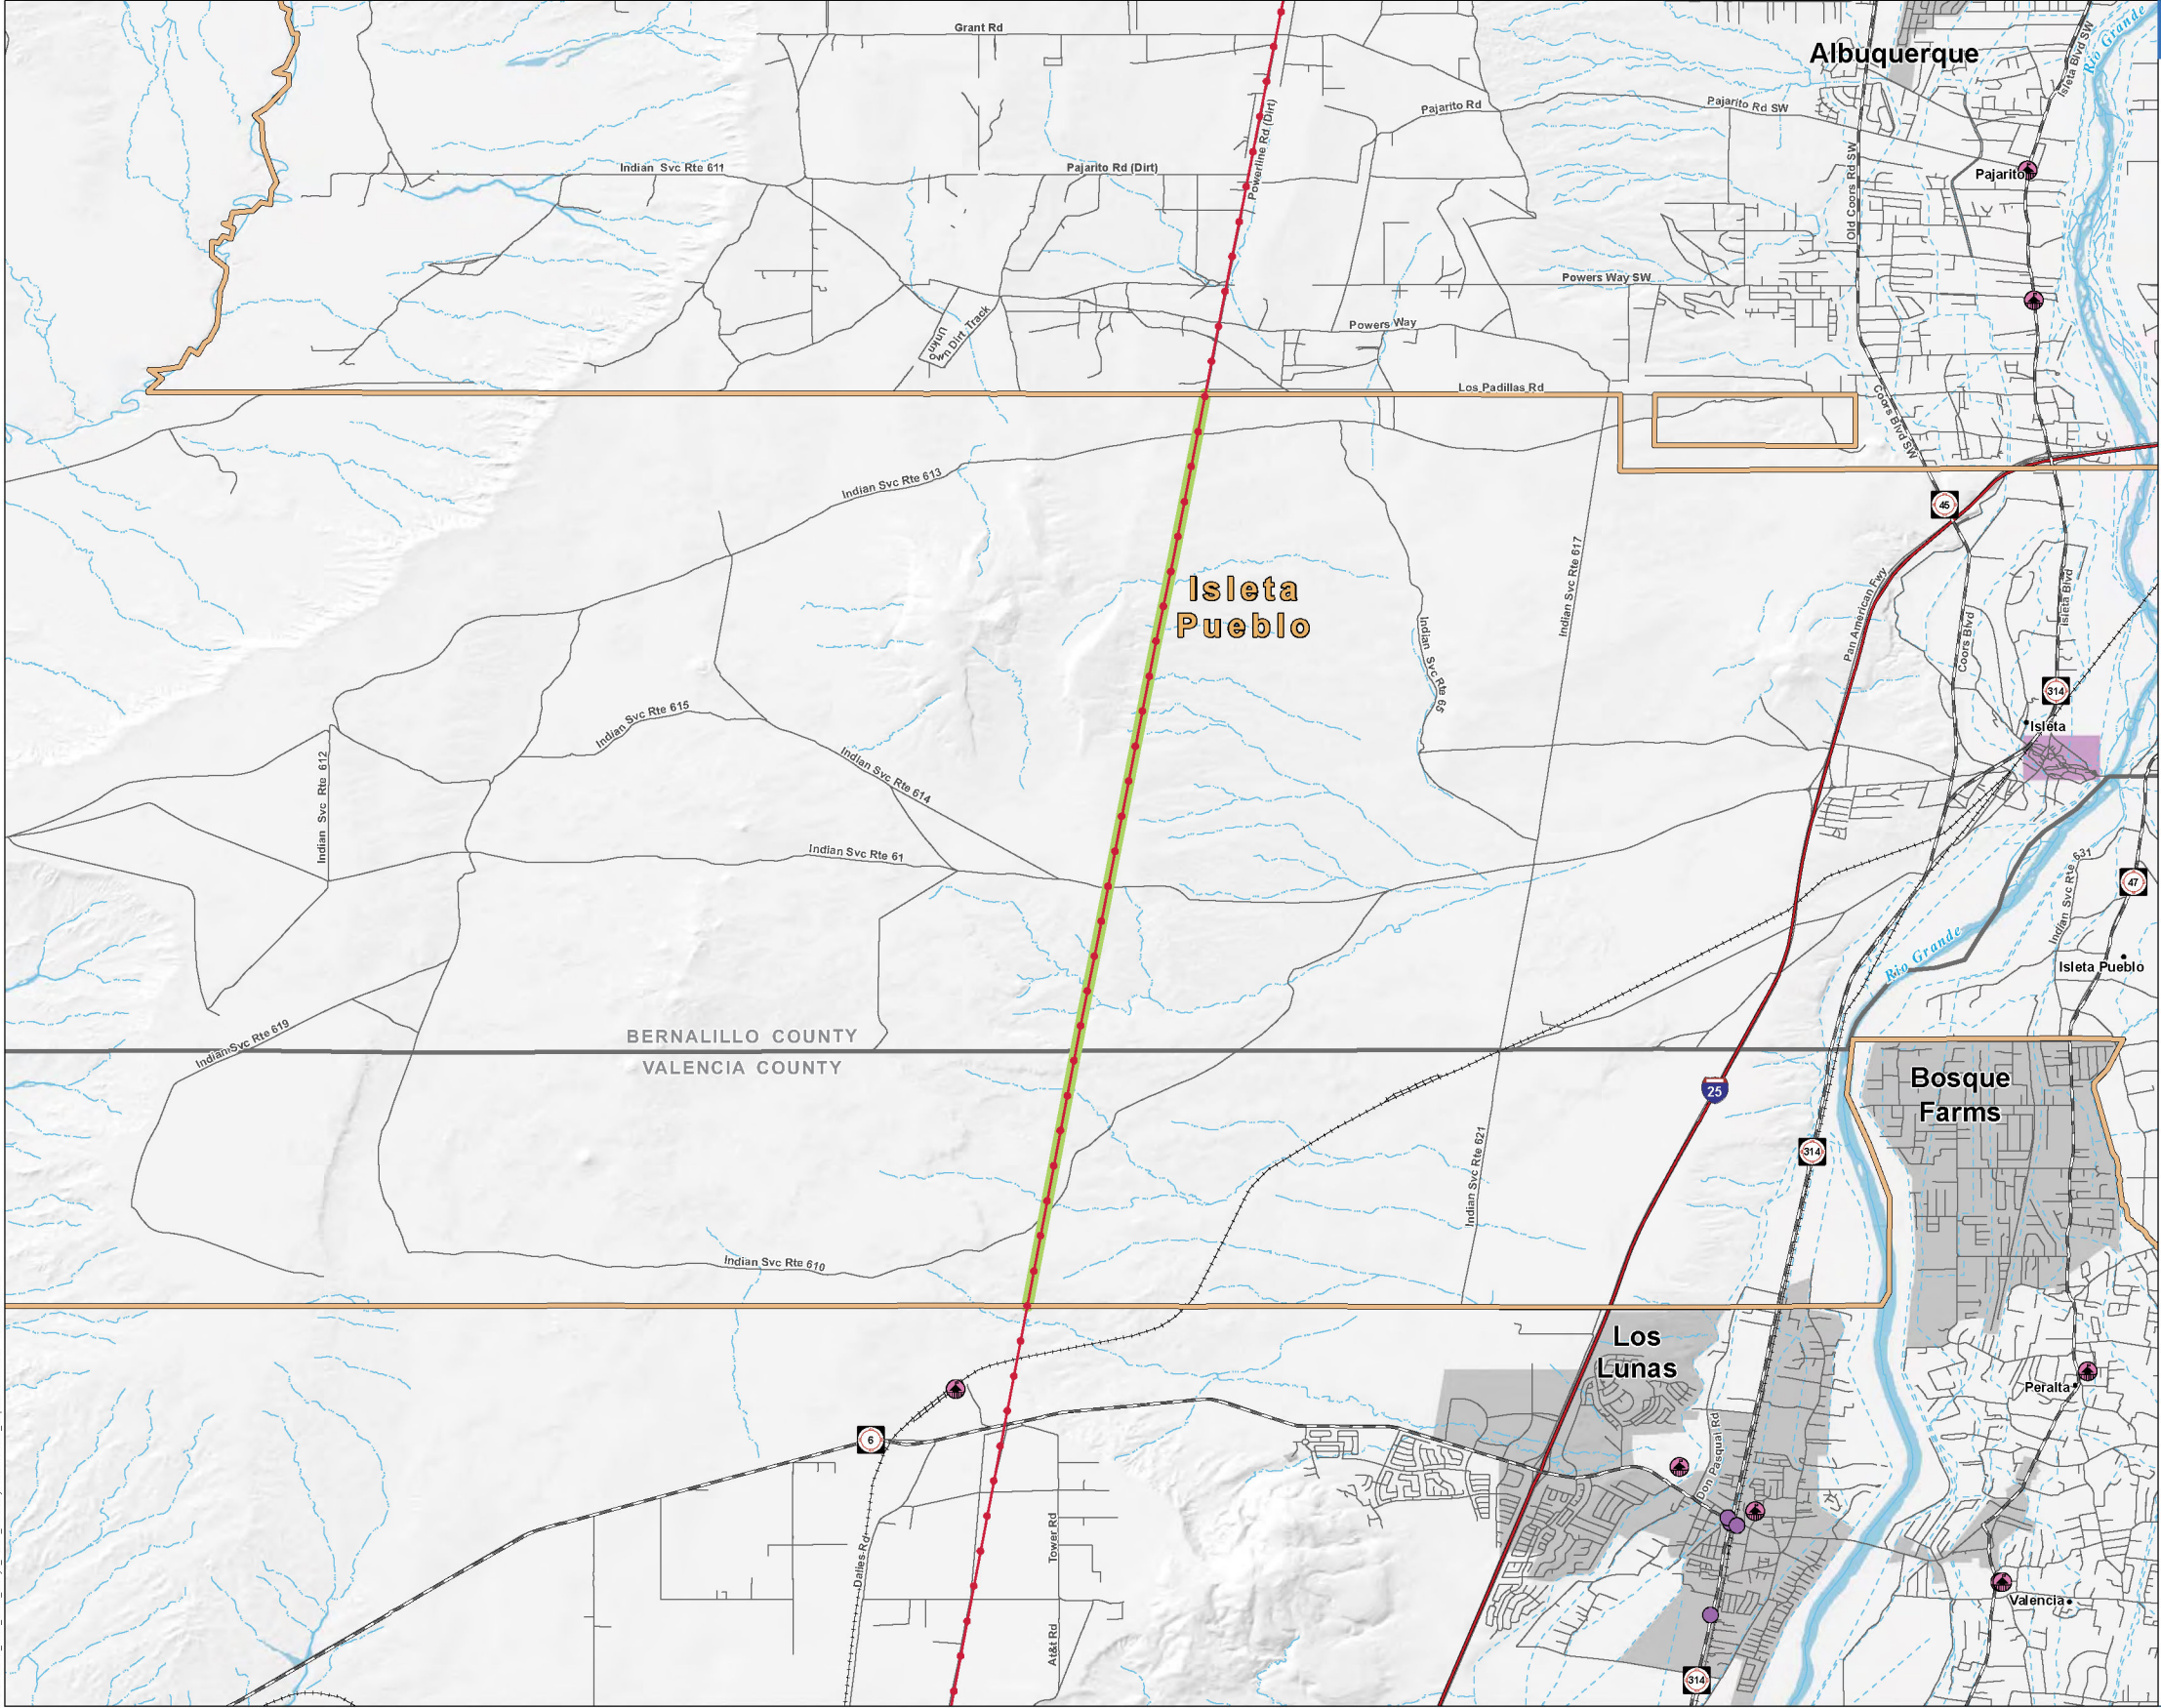 Grant Rd
Albuquerque
Isleta Blvd SW
Rio Grande
Pajarito Rd
Pajarito Rd SW
Powerline Rd (Dirt)
Indian Svc Rte 611
Pajarito Rd (Dirt)
Pajarito
Old Coors Rd SW
Powers Way SW
Powers Way
Unkn
own Dirt Track
Los Padillas Rd
Coors Blvd SW
Indian Svc Rte 613
45
Isleta
Pueblo
Indian Svc Rte 617
Pan American Fwy
Coors Blvd
Isleta Blvd
Indian Svc Rte 65
314
Isleta
Indian Svc Rte 615
Indian Svc Rte 612
Indian Svc Rte 614
Indian Svc Rte 61
Indian Svc Rte 631
47
Rio Grande
Isleta Pueblo
Indian Svc Rte 619
BERNALILLO COUNTY
VALENCIA COUNTY
25
Bosque
Farms
314
Indian Svc Rte 621
Indian Svc Rte 610
Los
Lunas
Peralta
6
Don Pasqual Rd
Dalies Rd
Tower Rd
Valencia
At&t Rd
314